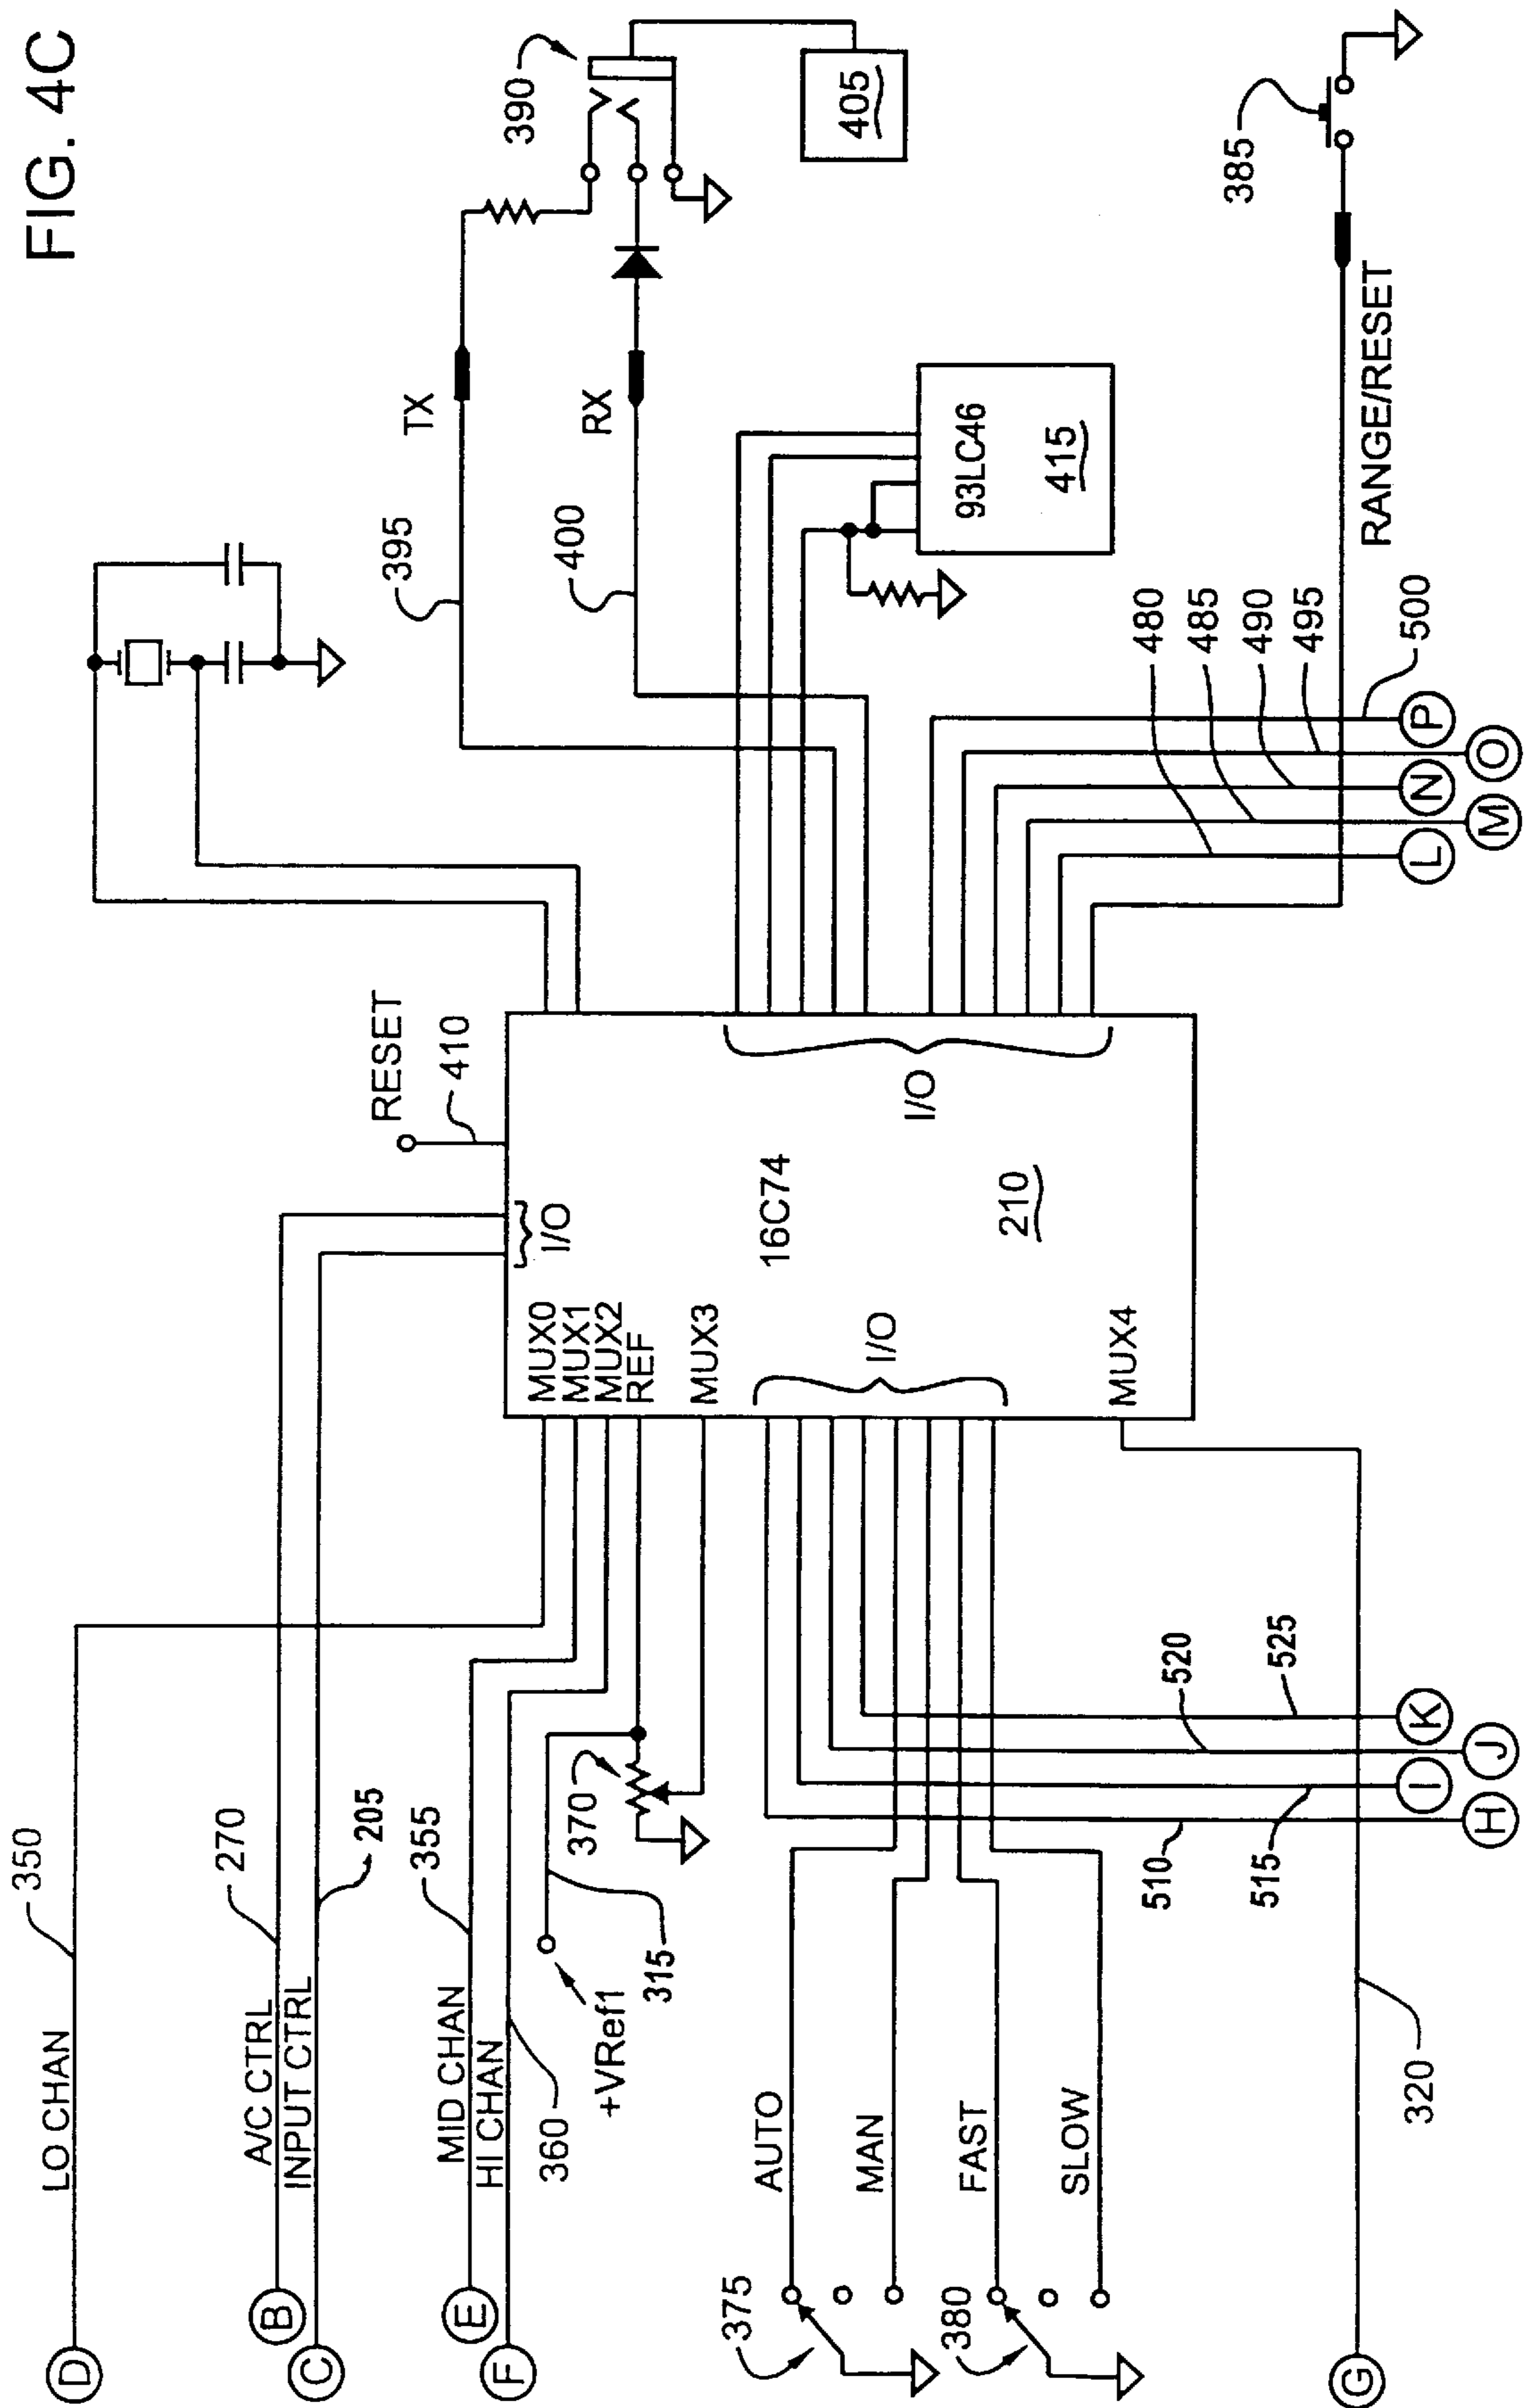 FIG. 4C
350
LO CHAN
D
270
A/C CTRL
B
INPUT CTRL
205
C
355
MID CHAN
E
HI CHAN
F
360
+VRef1
315
370
RESET
410
I/O
MUX0
MUX1
MUX2
REF
MUX3
I/O
MUX4
16C74
210
I/O
395
TX
400
RX
390
405
93LC46
415
385
RANGE/RESET
480
485
490
495
500
L
M
N
O
P
AUTO
375
MAN
FAST
380
SLOW
510
515
520
525
H
I
J
K
320
G